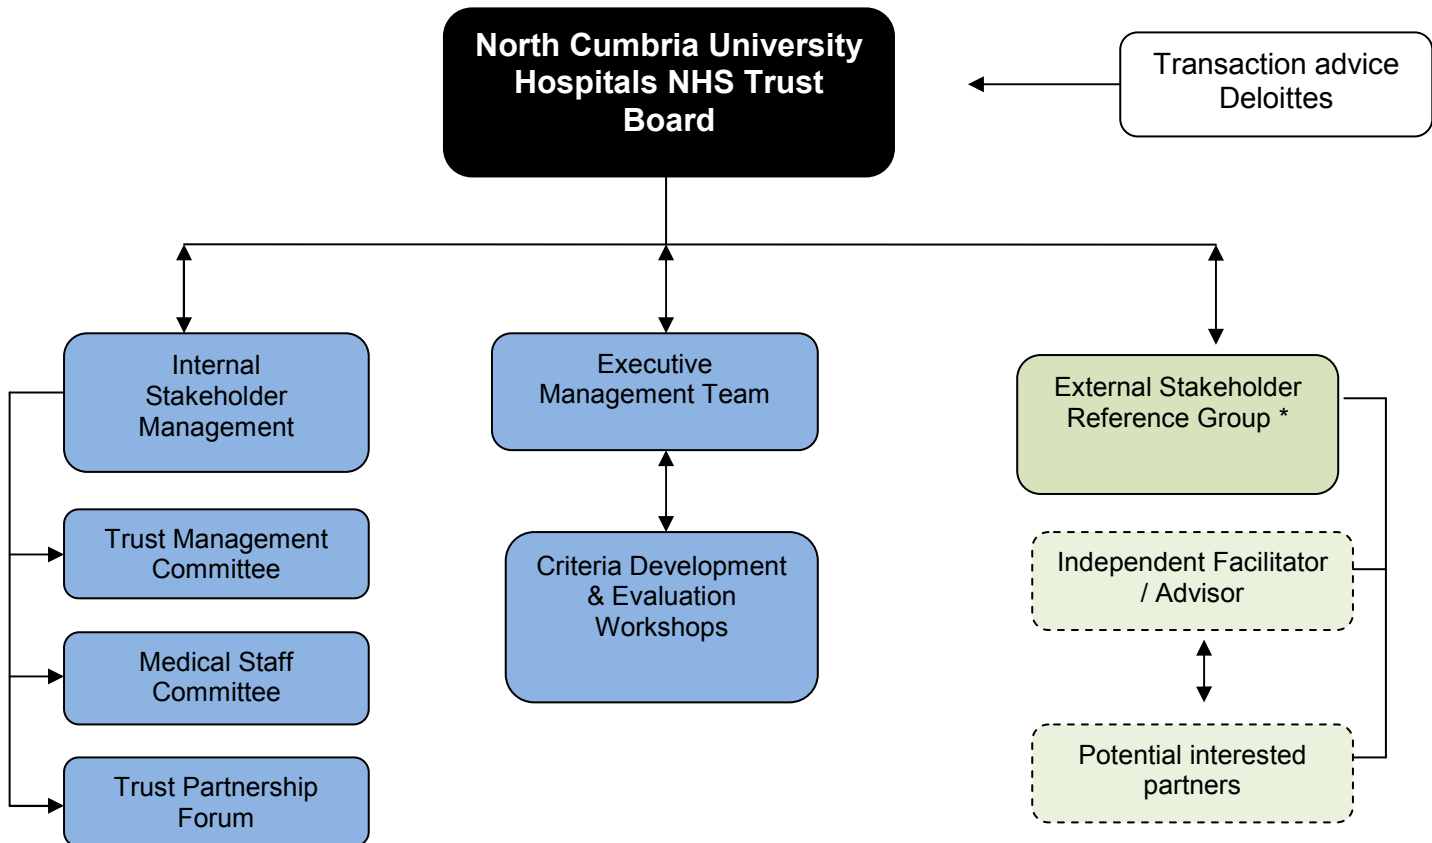 North Cumbria University
Hospitals NHS Trust
Board
Transaction advice
Deloittes
Internal
Stakeholder
Management
Executive
Management Team
External Stakeholder
Reference Group *
Trust Management
Committee
Criteria Development
& Evaluation
Workshops
Independent Facilitator
/ Advisor
Medical Staff
Committee
Potential interested
partners
Trust Partnership
Forum